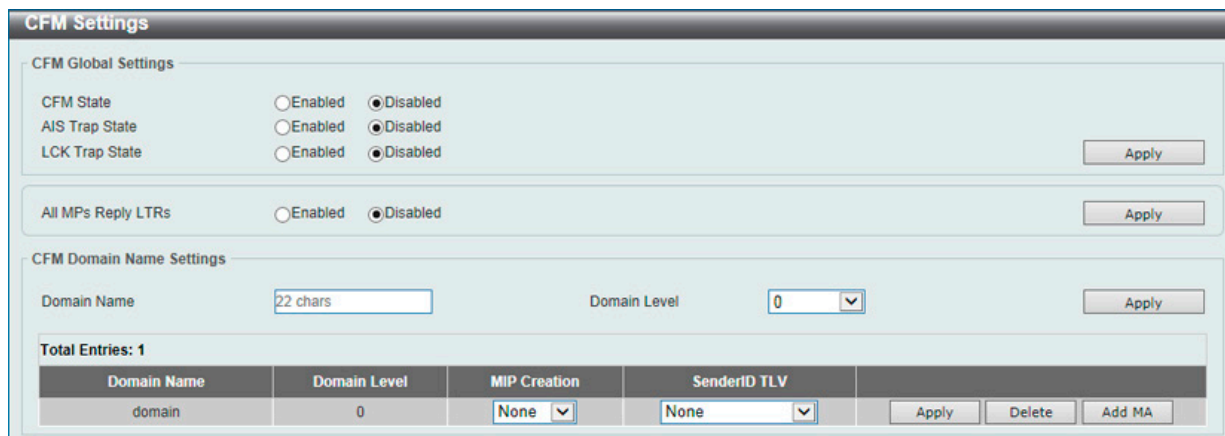 CFM Settings
CFM Global Settings
CFM State Enabled Disabled
AIS Trap State Enabled Disabled
LCK Trap State Enabled Disabled Apply
All MPs Reply LTRs Enabled Disabled Apply
CFM Domain Name Settings
Domain Name 22 chars Domain Level 0 Apply
Total Entries: 1
Domain Name Domain Level MIP Creation SenderID TLV
domain 0 None None Apply Delete Add MA